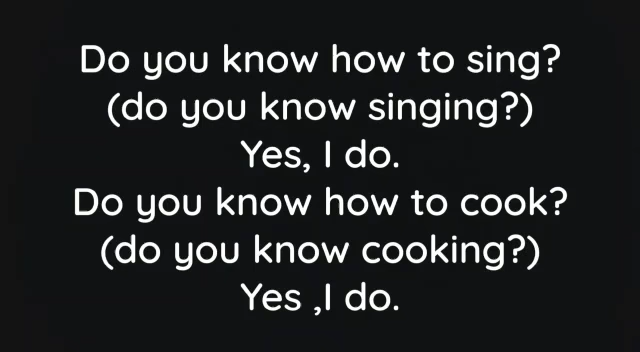 Do you know how to sing?
(do you know singing?)
Yes, I do.
Do you know how to cook?
(do you know cooking?)
Yes ,I do.